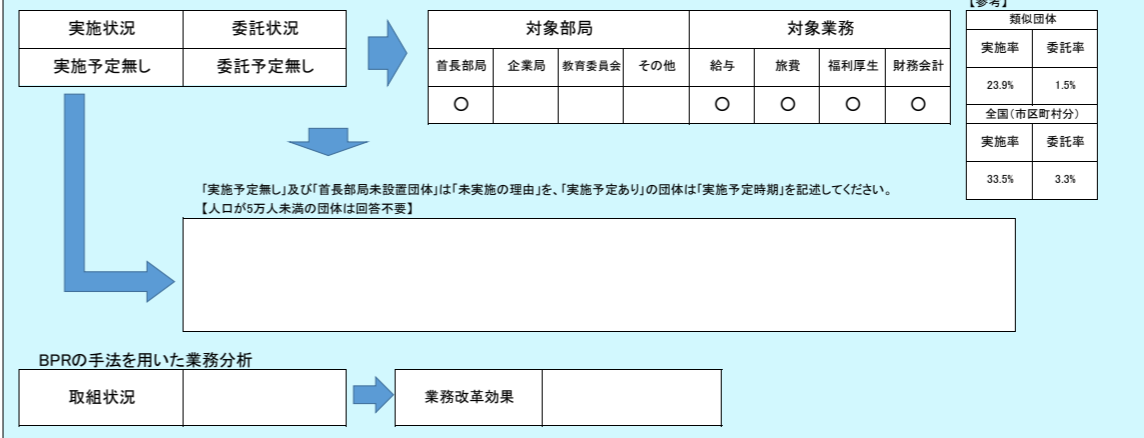 【参考】
実施状況 委託状況
実施予定無し 委託予定無し
対象部局 対象業務
首長部局 企業局 教育委員会 その他 給与 旅費 福利厚生 財務会計
〇 〇 〇 〇 〇
類似団体
実施率 委託率
23.9% 1.5%
全国(市区町村分)
実施率 委託率
33.5% 3.3%
「実施予定無し」及び「首長部局未設置団体」は「未実施の理由」を、「実施予定あり」の団体は「実施予定時期」を記述してください。
【人口が5万人未満の団体は回答不要】
BPRの手法を用いた業務分析
取組状況 業務改革効果